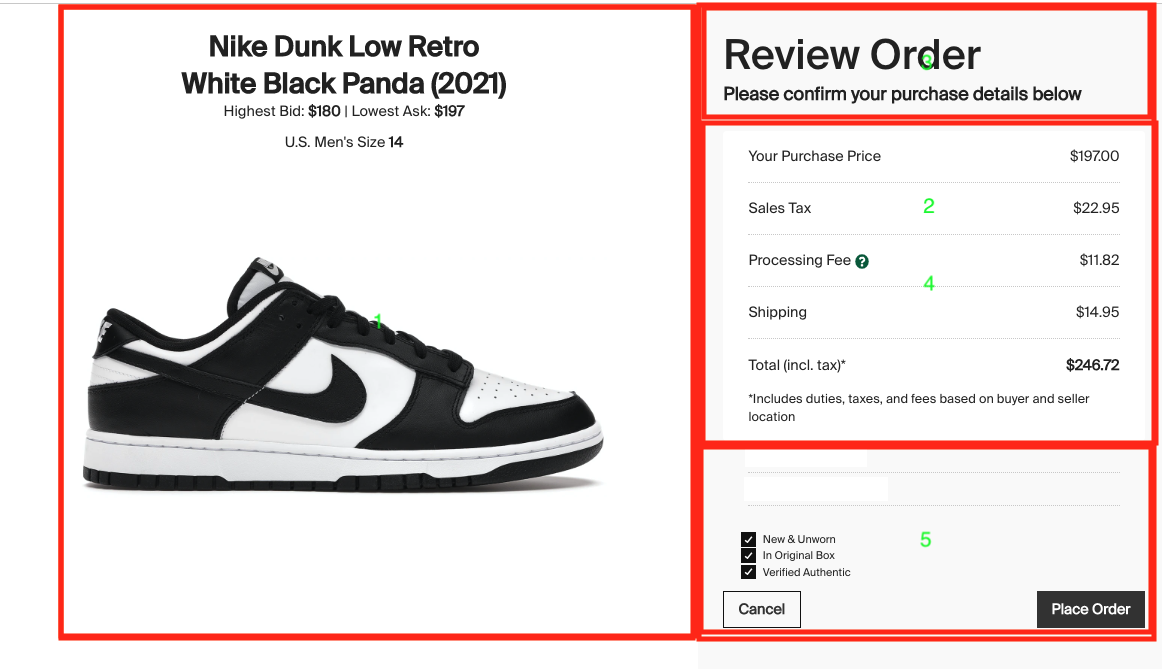 Nike Dunk Low Retro
White Black Panda (2021)
Highest Bid: $180 | Lowest Ask: $197
U.S. Men's Size 14
1
Review Order
3
Please confirm your purchase details below
Your Purchase Price $197.00
Sales Tax $22.95
2
Processing Fee ? $11.82
4
Shipping $14.95
Total (incl. tax)* $246.72
*Includes duties, taxes, and fees based on buyer and seller
location
New & Unworn
5
In Original Box
Verified Authentic
Cancel Place Order